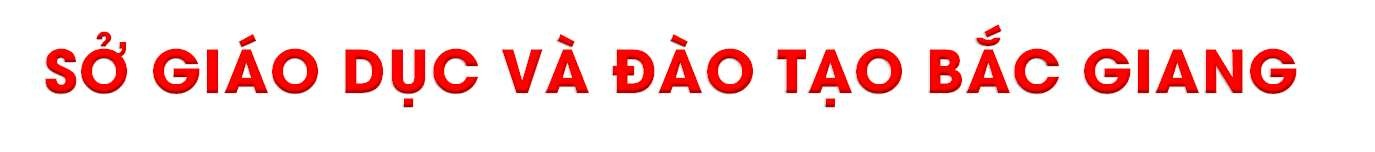 SỞ GIÁO DỤC VÀ ĐÀO TẠO BẮC GIANG